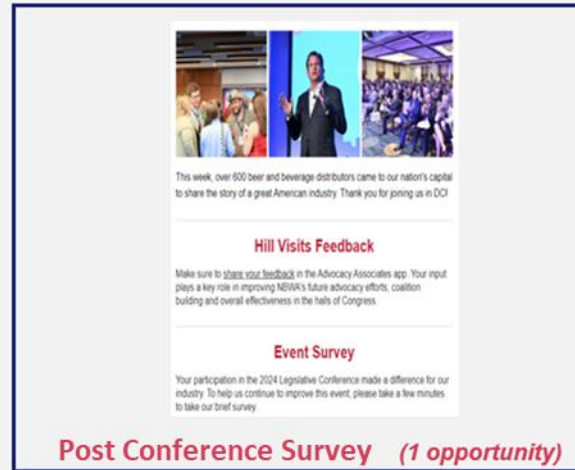 This week, over 600 beer and beverage distributors came to our nation's capital
to share the story of a great American industry. Thank you for joining us in DC!
Hill Visits Feedback
Make sure to share your feedback in the Advocacy Associates app. Your input
plays a key role in improving NBWA's future advocacy efforts, coalition
building and overall effectiveness in the halls of Congress.
Event Survey
Your participation in the 2024 Legislative Conference made a difference for our
industry. To help us continue to improve this event, please take a few minutes
to take our brief survey.
Post Conference Survey (1 opportunity)